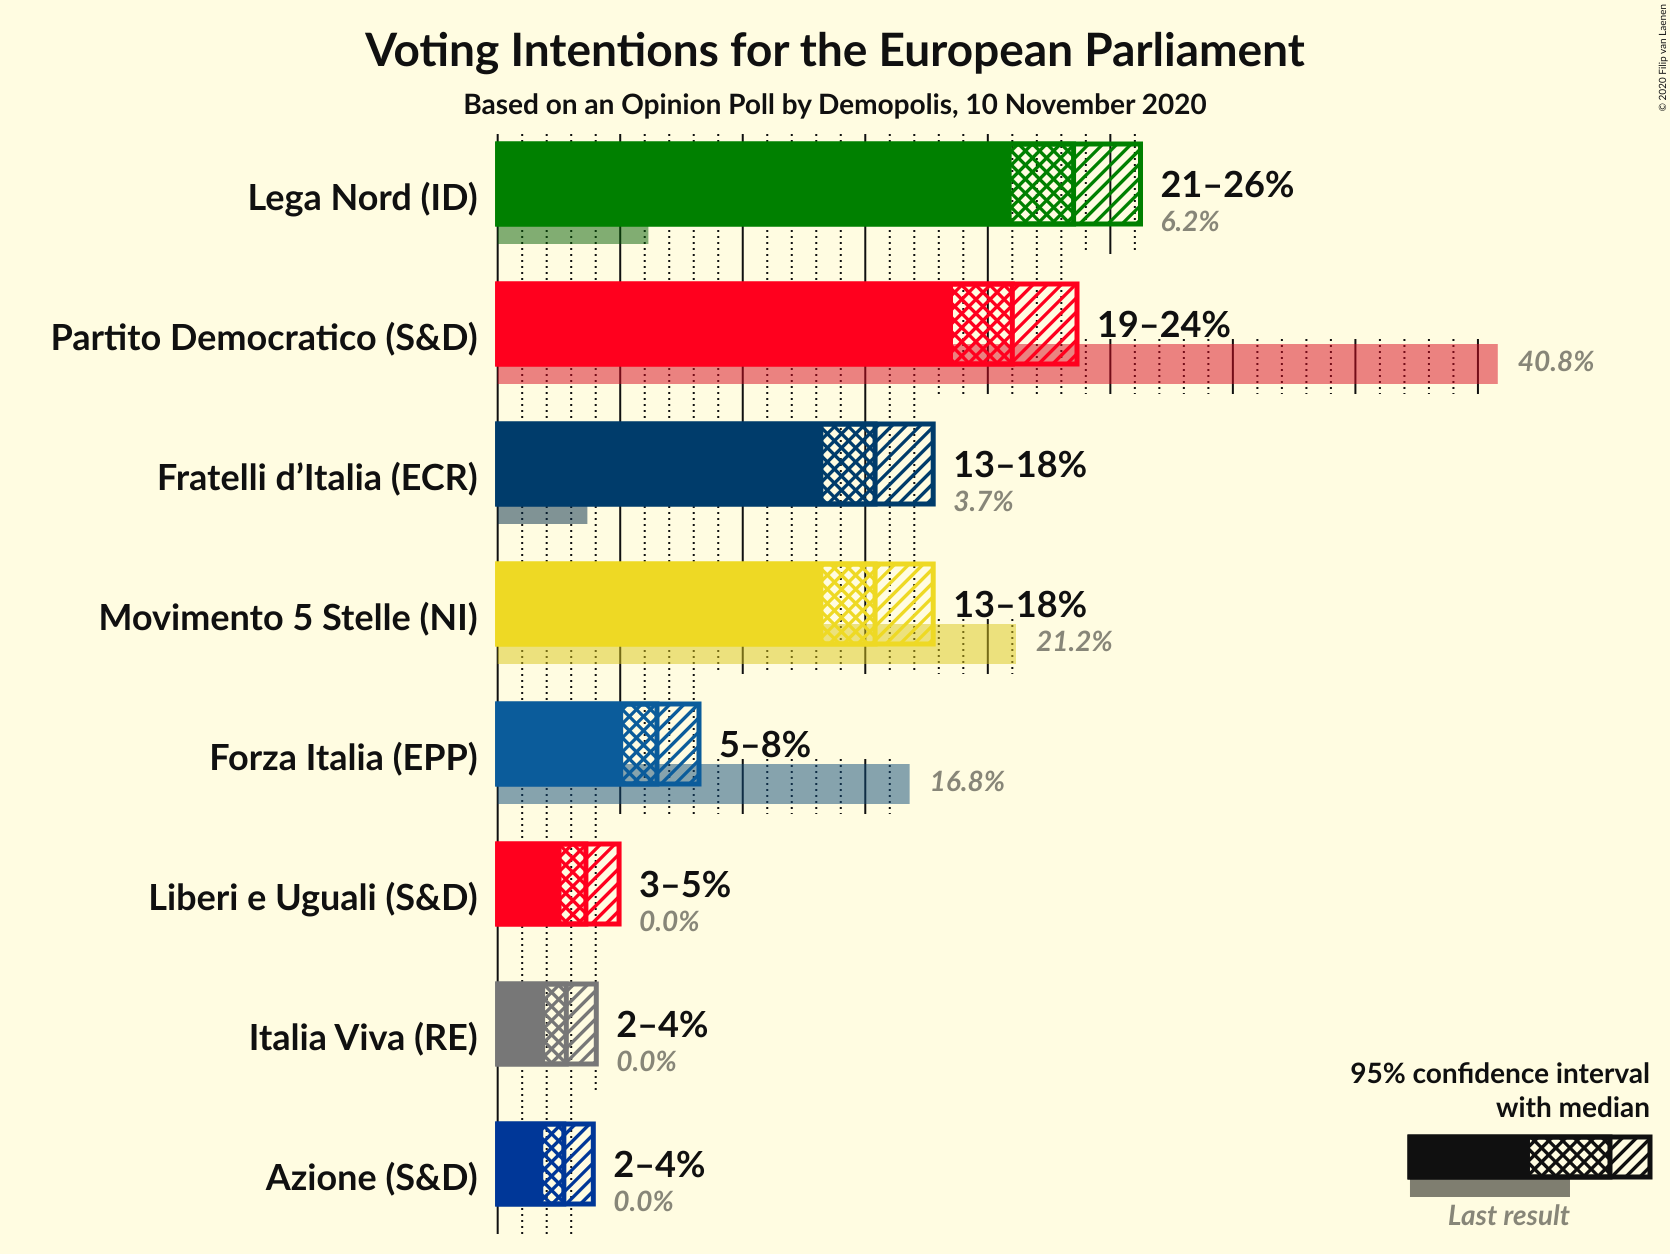 © 2020 Filip van Laenen
Voting Intentions for the European Parliament
Based on an Opinion Poll by Demopolis, 10 November 2020
Lega Nord (ID)
21–26%
6.2%
Partito Democratico (S&D)
19–24%
40.8%
Fratelli d’Italia (ECR)
13–18%
3.7%
Movimento 5 Stelle (NI)
13–18%
21.2%
Forza Italia (EPP)
5–8%
16.8%
Liberi e Uguali (S&D)
3–5%
0.0%
Italia Viva (RE)
2–4%
0.0%
Azione (S&D)
2–4%
0.0%
95% confidence interval
with median
Last result